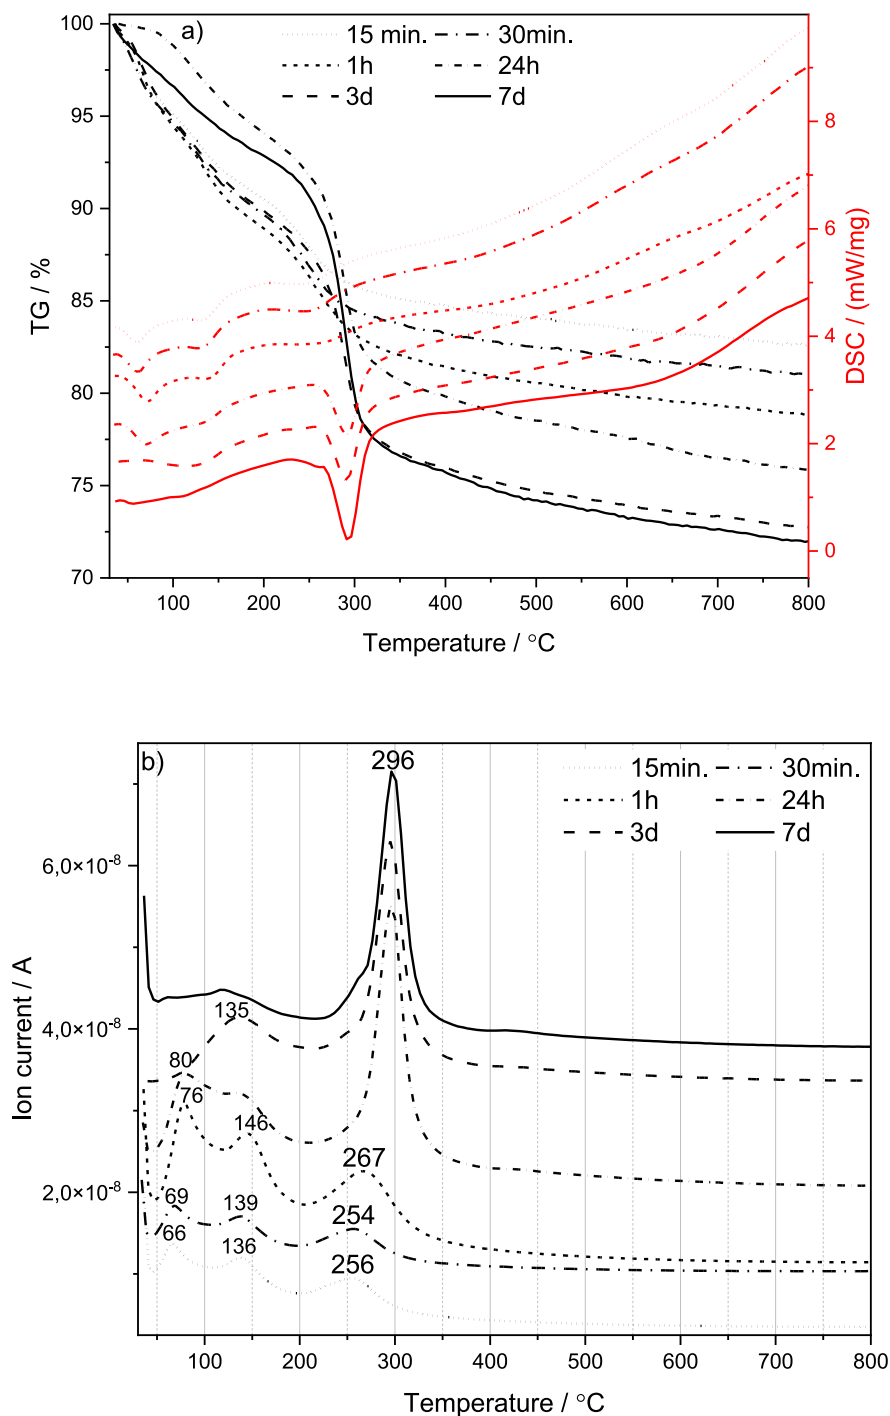 a)
15 min. 30min.
1h 24h
3d 7d
100
95
90
85
80
75
70
TG / %
8
6
4
2
0
DSC / (mW/mg)
100 200 300 400 500 600 700 800
Temperature / °C
b)
296
15min. 30min.
1h 24h
3d 7d
6,0×10⁻⁸
4,0×10⁻⁸
2,0×10⁻⁸
Ion current / A
135
80
76
146
267
69
139
254
66
136
256
100 200 300 400 500 600 700 800
Temperature / °C